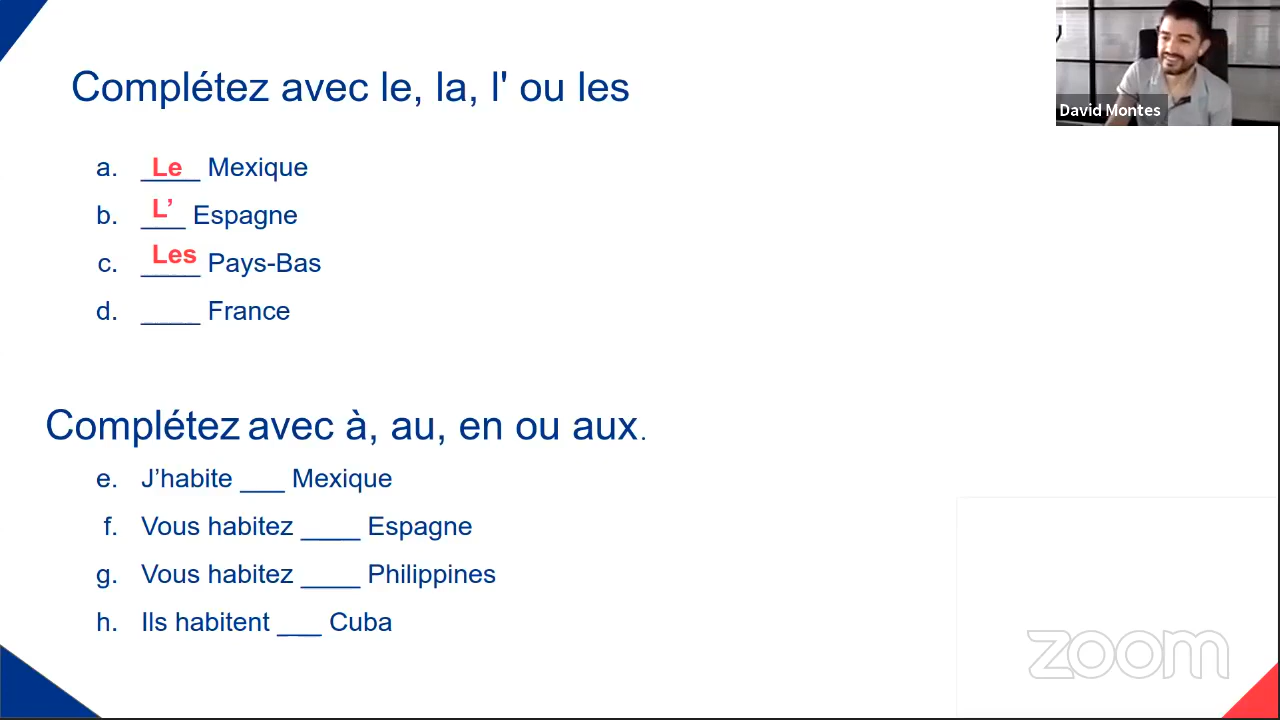 Complétez avec le, la, l' ou les
David Montes
a. Le Mexique
b. L’ Espagne
c. Les Pays-Bas
d. ____ France
Complétez avec à, au, en ou aux.
e. J’habite ___ Mexique
f. Vous habitez ____ Espagne
g. Vous habitez ____ Philippines
h. Ils habitent ___ Cuba
zoom